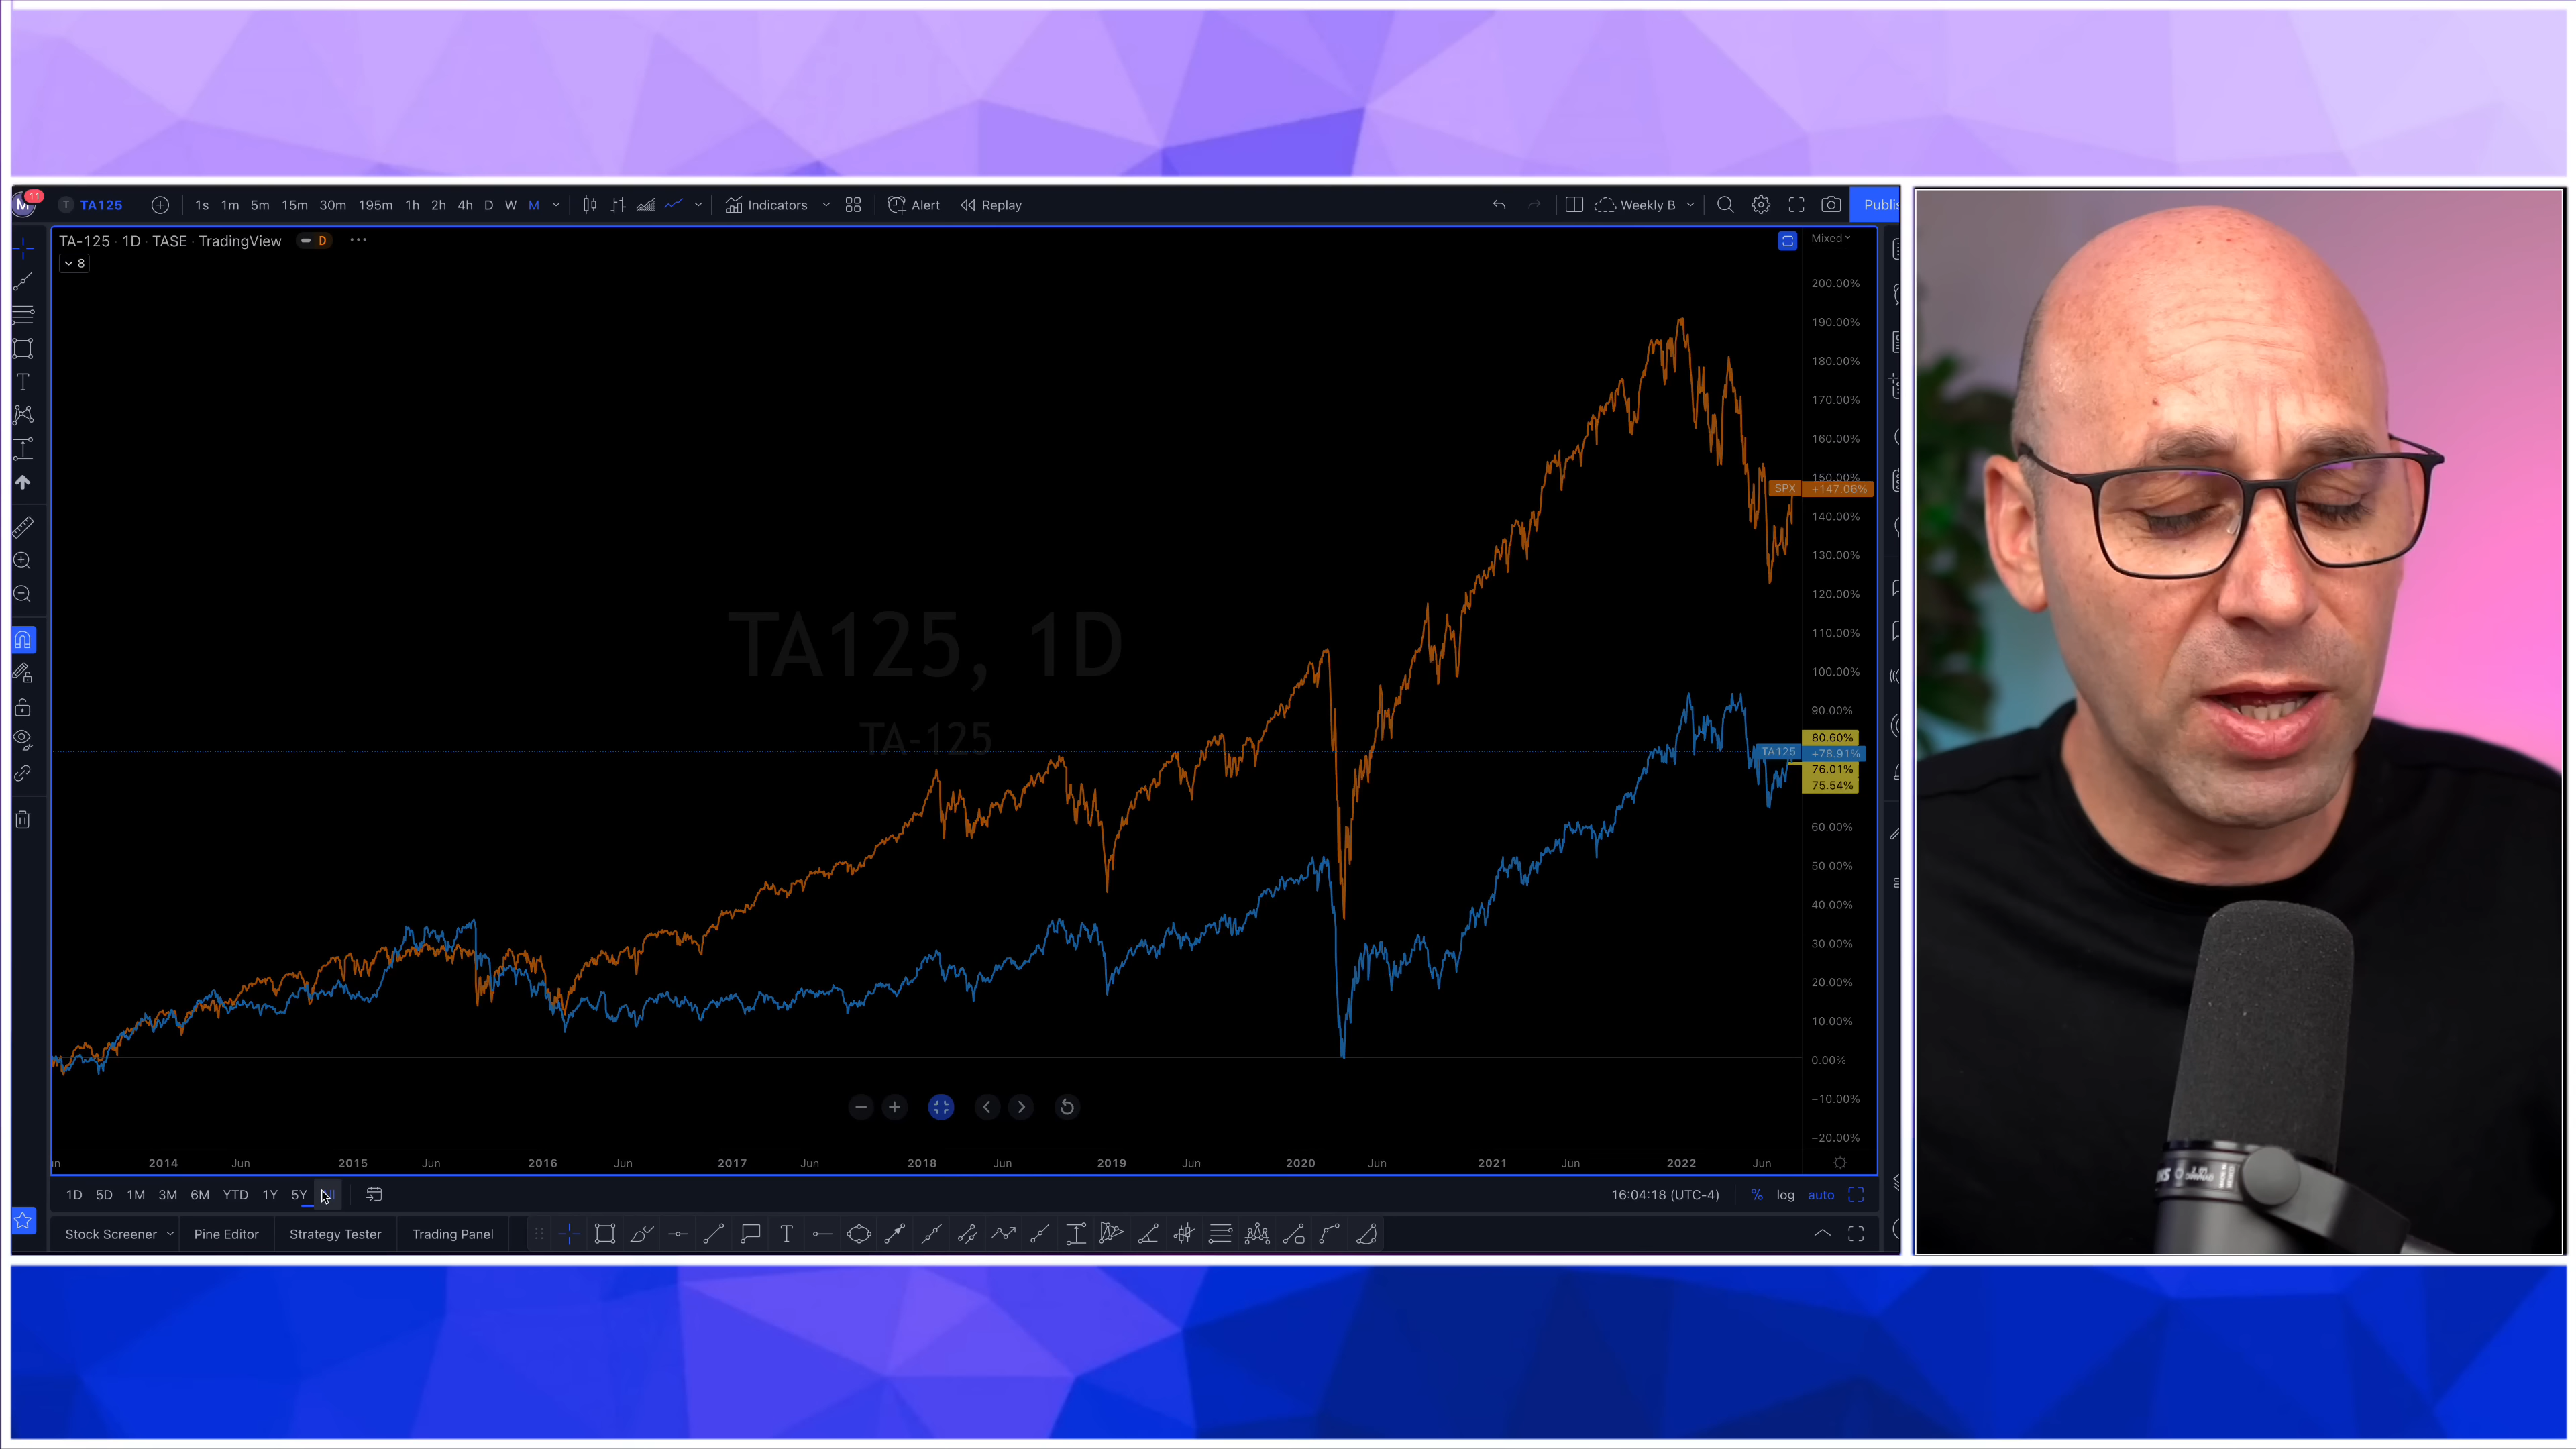 11
M
T TA125 1s 1m 5m 15m 30m 195m 1h 2h 4h D W M Indicators Alert Replay Weekly B Publis
TA-125 · 1D · TASE · TradingView D
8
Mixed
200.00%
190.00%
180.00%
170.00%
160.00%
150.00%
SPX +147.06%
140.00%
130.00%
120.00%
110.00%
100.00%
90.00%
80.60%
TA125 +78.91%
76.01%
75.54%
60.00%
50.00%
40.00%
30.00%
20.00%
10.00%
0.00%
−10.00%
−20.00%
TA125, 1D
TA-125
2014 Jun 2015 Jun 2016 Jun 2017 Jun 2018 Jun 2019 Jun 2020 Jun 2021 Jun 2022 Jun
1D 5D 1M 3M 6M YTD 1Y 5Y 16:04:18 (UTC-4) % log auto
Stock Screener Pine Editor Strategy Tester Trading Panel